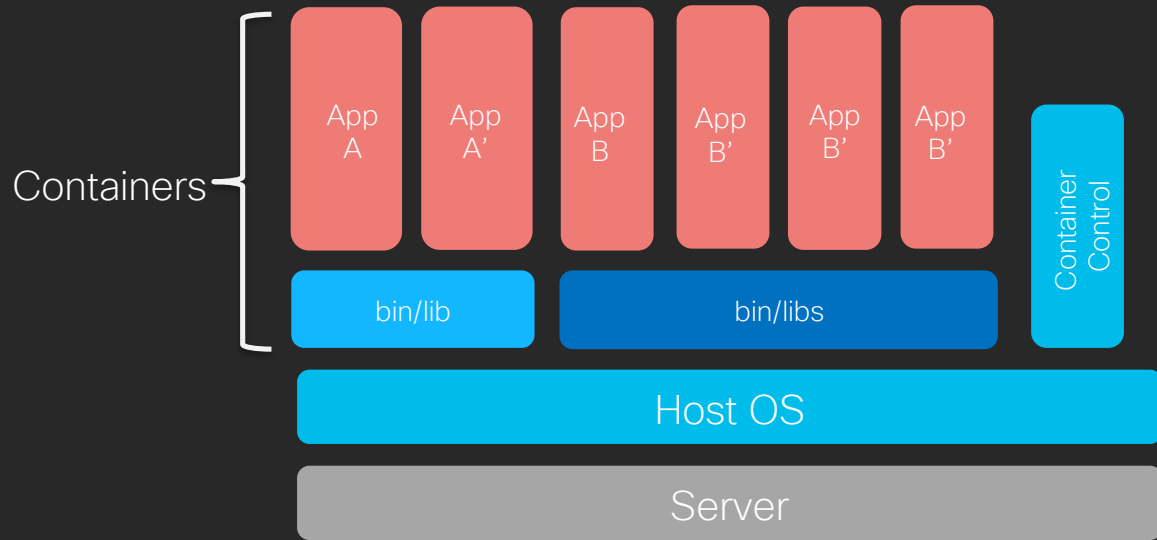 App
A
App
A’
App
B
App
B’
App
B’
App
B’
Containers
Container
Control
bin/lib
bin/libs
Host OS
Server